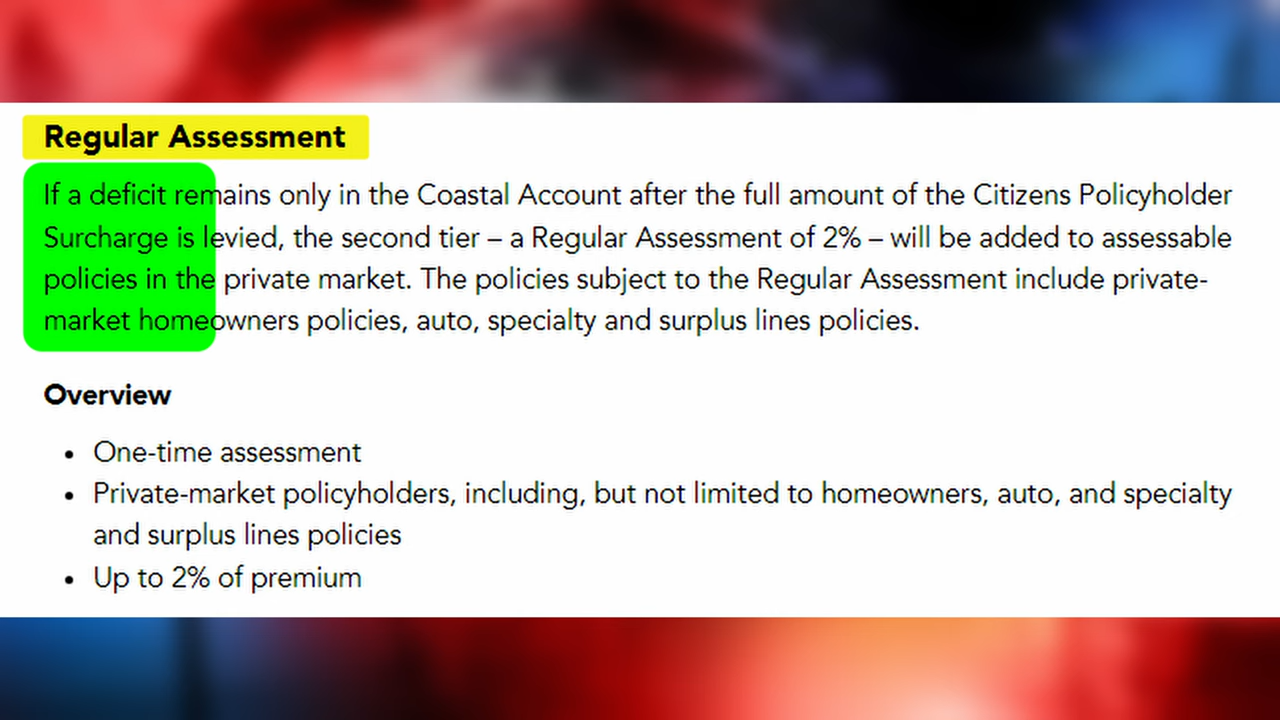 Regular Assessment
If a deficit remains only in the Coastal Account after the full amount of the Citizens Policyholder
Surcharge is levied, the second tier – a Regular Assessment of 2% – will be added to assessable
policies in the private market. The policies subject to the Regular Assessment include private-
market homeowners policies, auto, specialty and surplus lines policies.
Overview
• One-time assessment
• Private-market policyholders, including, but not limited to homeowners, auto, and specialty
and surplus lines policies
• Up to 2% of premium